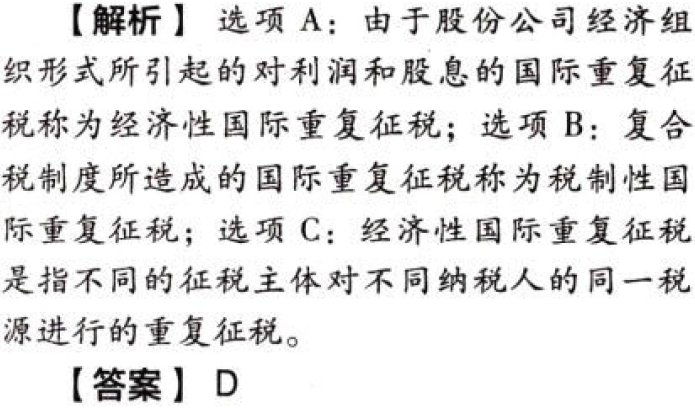 【解析】 选项 A：由于股份公司经济组
织形式所引起的对利润和股息的国际重复征
税称为经济性国际重复征税；选项 B：复合
税制度所造成的国际重复征税称为税制性国
际重复征税；选项 C：经济性国际重复征税
是指不同的征税主体对不同纳税人的同一税
源进行的重复征税。
【答案】 D